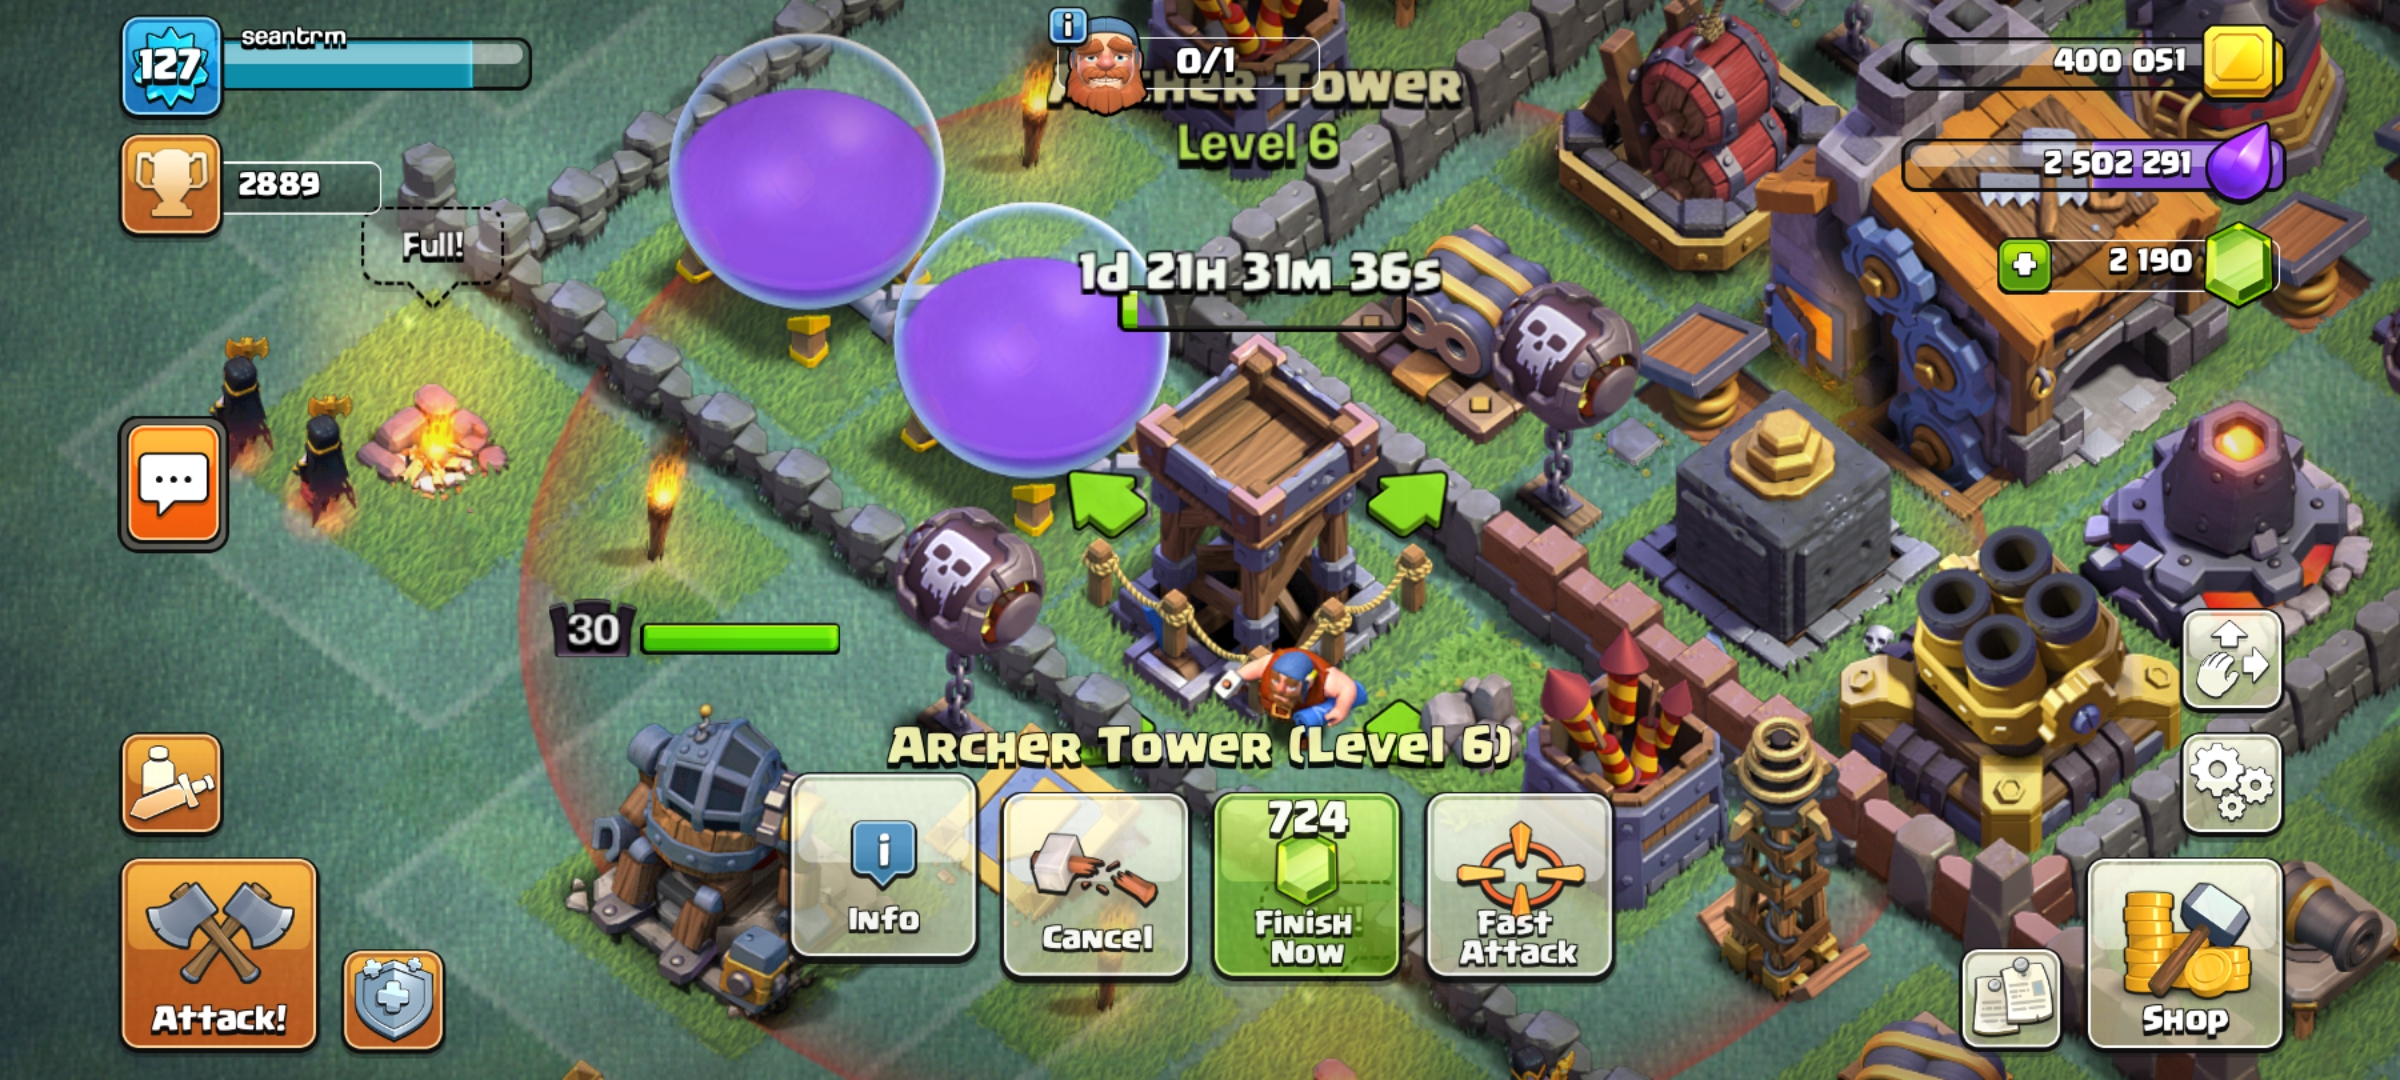 127
seantrm
0/1
400 051
Archer Tower
Level 6
2889
2 502 291
Full!
2 190
1d 21H 31M 36s
30
Archer Tower (Level 6)
Info
Cancel
724
Finish
Now
Fast
Attack
Attack!
Shop